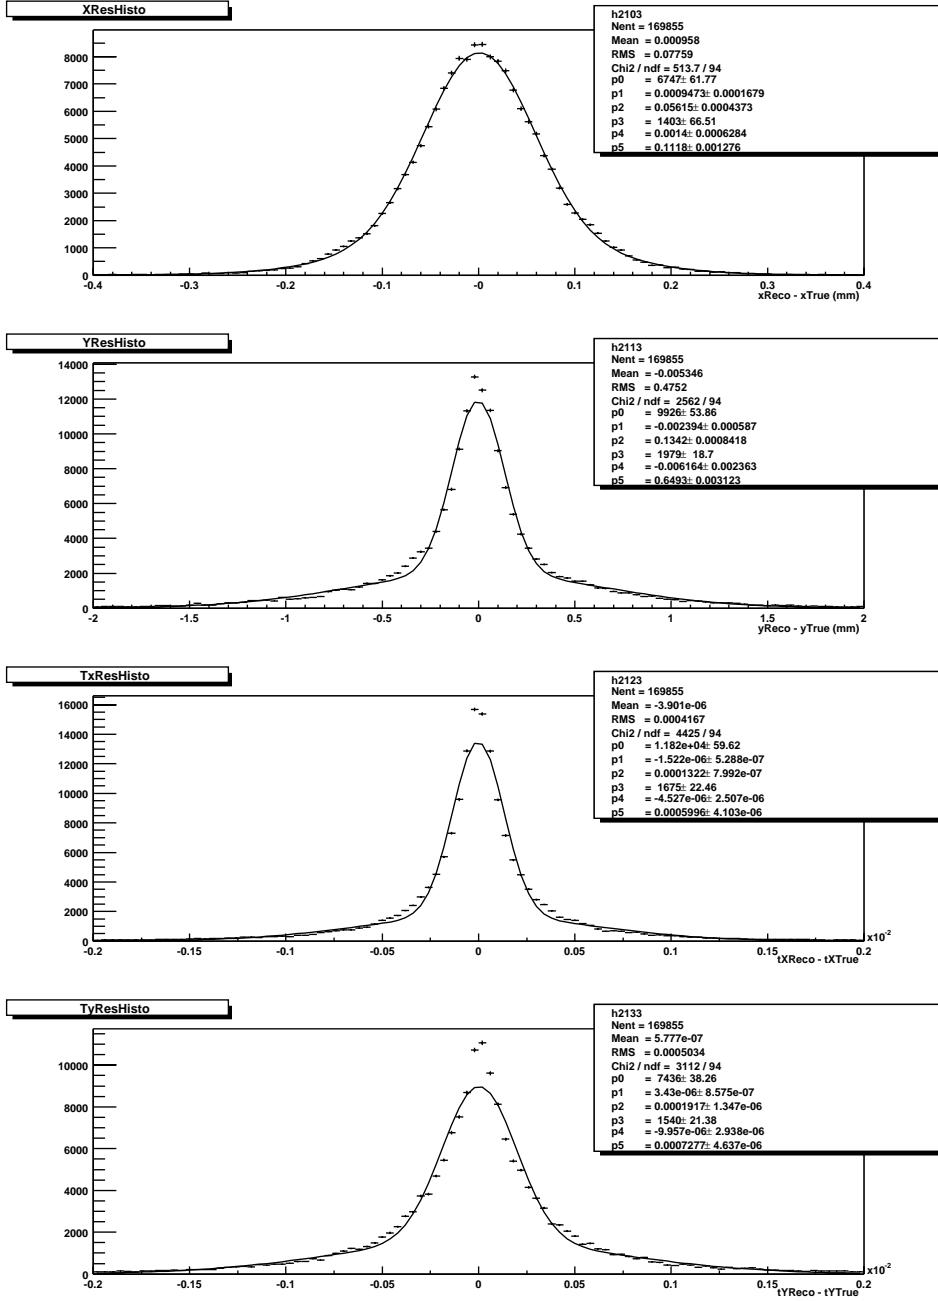 XResHisto
h2103
Nent = 169855
Mean = 0.000958
RMS = 0.07759
Chi2 / ndf = 513.7 / 94
p0 = 6747± 61.77
p1 = 0.0009473± 0.0001679
p2 = 0.05615± 0.0004373
p3 = 1403± 66.51
p4 = 0.0014± 0.0006284
p5 = 0.1118± 0.001276
8000
7000
6000
5000
4000
3000
2000
1000
0
-0.4 -0.3 -0.2 -0.1 -0 0.1 0.2 0.3 0.4
xReco - xTrue (mm)
YResHisto
h2113
Nent = 169855
Mean = -0.005346
RMS = 0.4752
Chi2 / ndf = 2562 / 94
p0 = 9926± 53.86
p1 = -0.002394± 0.000587
p2 = 0.1342± 0.0008418
p3 = 1979± 18.7
p4 = -0.006164± 0.002363
p5 = 0.6493± 0.003123
14000
12000
10000
8000
6000
4000
2000
0
-2 -1.5 -1 -0.5 0 0.5 1 1.5 2
yReco - yTrue (mm)
TxResHisto
h2123
Nent = 169855
Mean = -3.901e-06
RMS = 0.0004167
Chi2 / ndf = 4425 / 94
p0 = 1.182e+04± 59.62
p1 = -1.522e-06± 5.288e-07
p2 = 0.0001322± 7.992e-07
p3 = 1675± 22.46
p4 = -4.527e-06± 2.507e-06
p5 = 0.0005996± 4.103e-06
16000
14000
12000
10000
8000
6000
4000
2000
0
-0.2 -0.15 -0.1 -0.05 0 0.05 0.1 0.15 0.2
x10-2
tXReco - tXTrue
TyResHisto
h2133
Nent = 169855
Mean = 5.777e-07
RMS = 0.0005034
Chi2 / ndf = 3112 / 94
p0 = 7436± 38.26
p1 = 3.43e-06± 8.575e-07
p2 = 0.0001917± 1.347e-06
p3 = 1540± 21.38
p4 = -9.957e-06± 2.938e-06
p5 = 0.0007277± 4.637e-06
10000
8000
6000
4000
2000
0
-0.2 -0.15 -0.1 -0.05 0 0.05 0.1 0.15 0.2
x10-2
tYReco - tYTrue